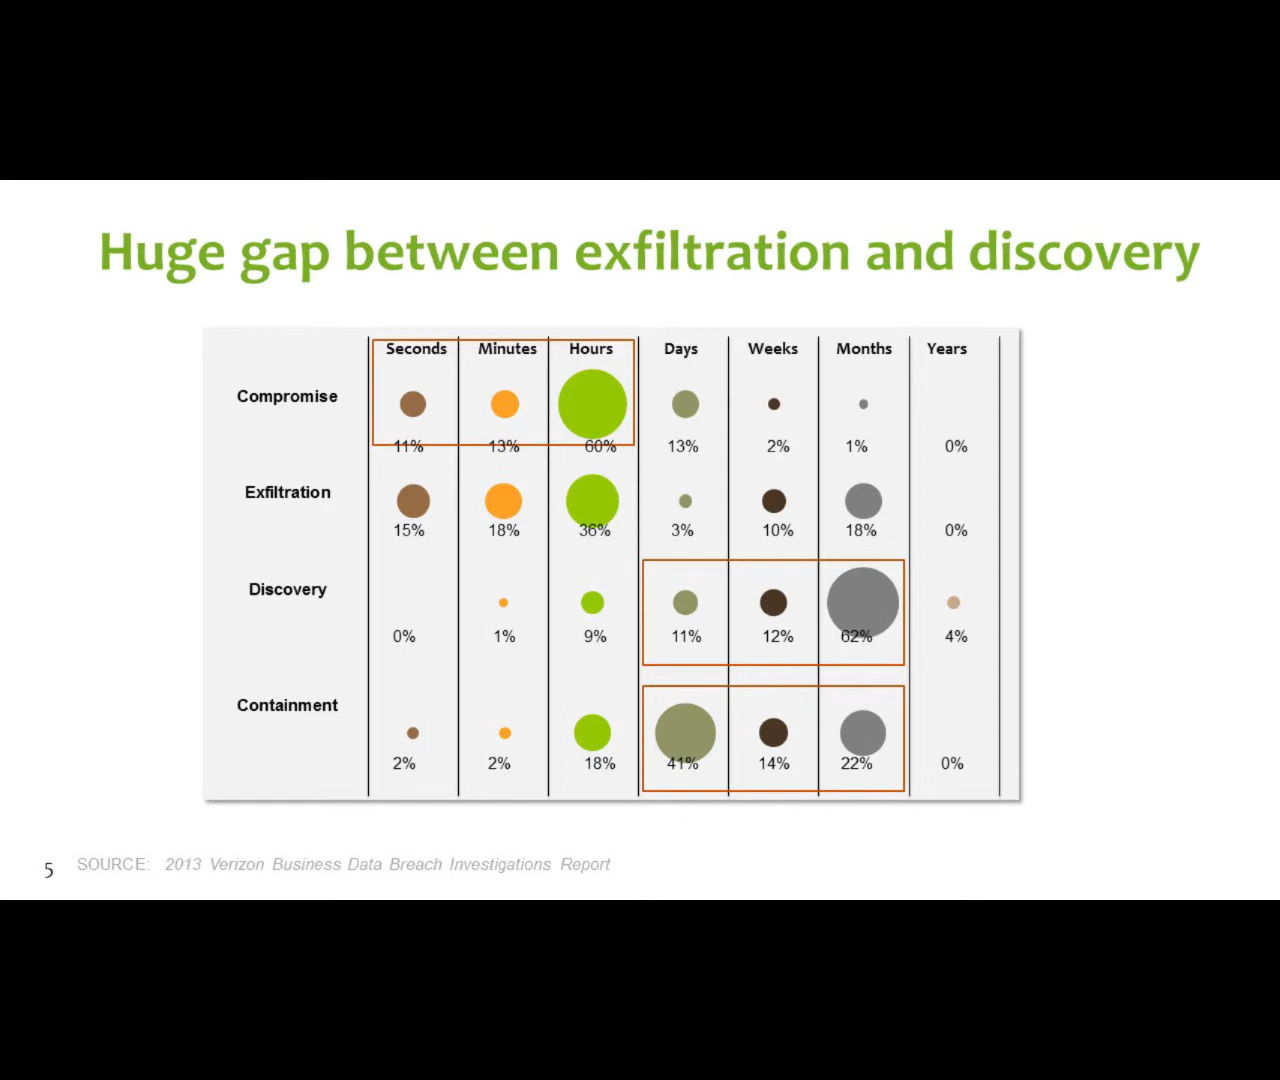 Huge gap between exfiltration and discovery
Seconds Minutes Hours Days Weeks Months Years
Compromise
11% 13% 60% 13% 2% 1% 0%
Exfiltration
15% 18% 36% 3% 10% 18% 0%
Discovery
0% 1% 9% 11% 12% 62% 4%
Containment
2% 2% 18% 41% 14% 22% 0%
5 SOURCE: 2013 Verizon Business Data Breach Investigations Report